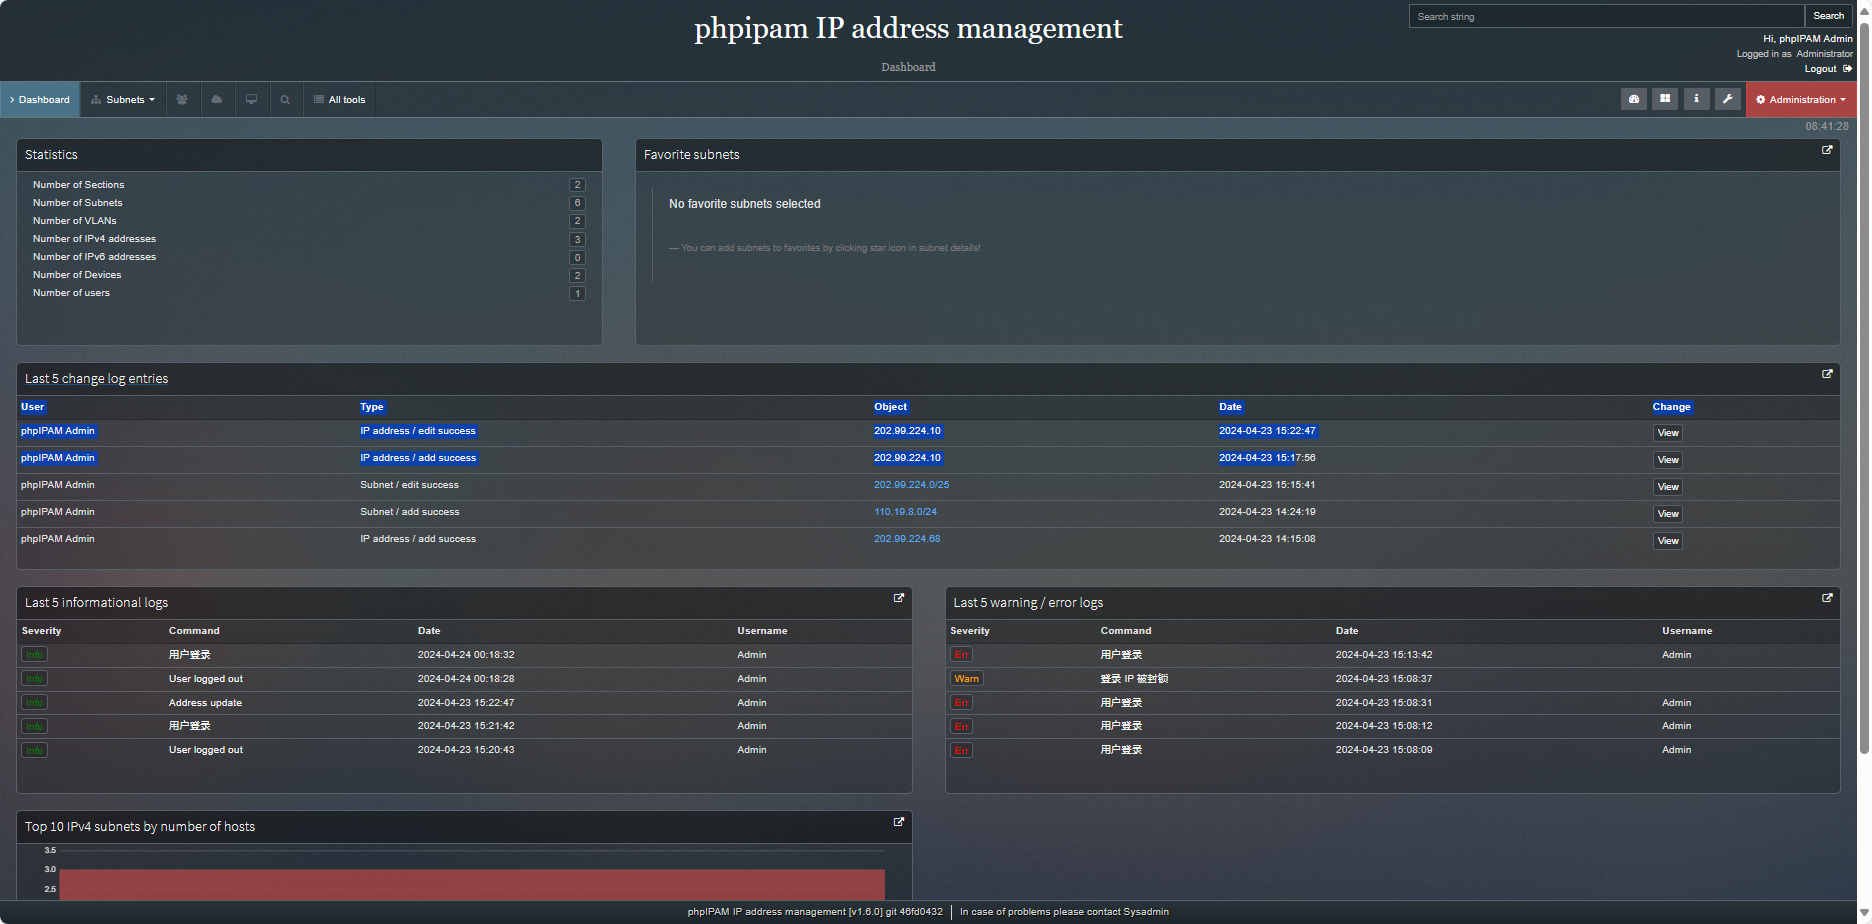 phpipam IP address management
Dashboard
Search string
Search
Hi, phpIPAM Admin
Logged in as Administrator
Logout
Dashboard
Subnets
All tools
Administration
08:41:28
Statistics
Number of Sections 2
Number of Subnets 6
Number of VLANs 2
Number of IPv4 addresses 3
Number of IPv6 addresses 0
Number of Devices 2
Number of users 1
Favorite subnets
No favorite subnets selected
— You can add subnets to favorites by clicking star icon in subnet details!
Last 5 change log entries
User Type Object Date Change
phpIPAM Admin IP address / edit success 202.99.224.10 2024-04-23 15:22:47 View
phpIPAM Admin IP address / add success 202.99.224.10 2024-04-23 15:17:56 View
phpIPAM Admin Subnet / edit success 202.99.224.0/25 2024-04-23 15:15:41 View
phpIPAM Admin Subnet / add success 110.19.8.0/24 2024-04-23 14:24:19 View
phpIPAM Admin IP address / add success 202.99.224.68 2024-04-23 14:15:08 View
Last 5 informational logs
Severity Command Date Username
Info 用户登录 2024-04-24 00:18:32 Admin
Info User logged out 2024-04-24 00:18:28 Admin
Info Address update 2024-04-23 15:22:47 Admin
Info 用户登录 2024-04-23 15:21:42 Admin
Info User logged out 2024-04-23 15:20:43 Admin
Last 5 warning / error logs
Severity Command Date Username
Err 用户登录 2024-04-23 15:13:42 Admin
Warn 登录 IP 被封锁 2024-04-23 15:08:37
Err 用户登录 2024-04-23 15:08:31 Admin
Err 用户登录 2024-04-23 15:08:12 Admin
Err 用户登录 2024-04-23 15:08:09 Admin
Top 10 IPv4 subnets by number of hosts
3.5
3.0
2.5
phpIPAM IP address management [v1.6.0] git 46fd0432 In case of problems please contact Sysadmin